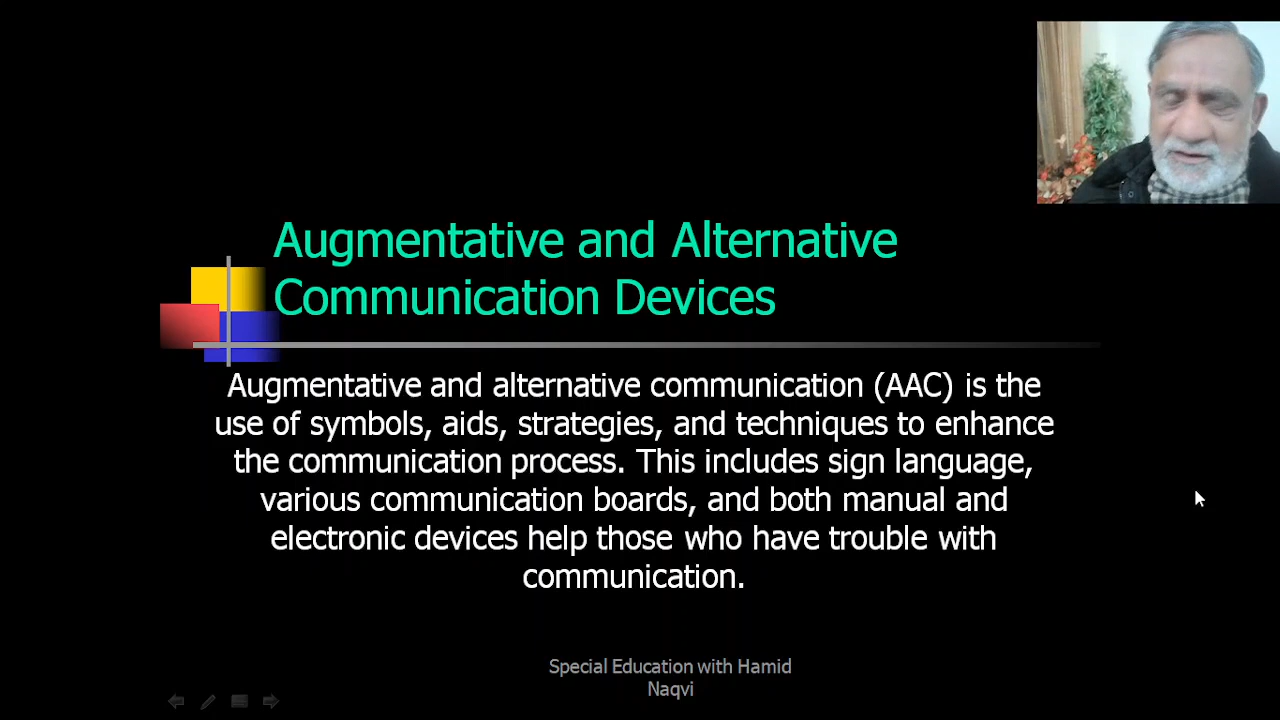 Augmentative and Alternative
Communication Devices
Augmentative and alternative communication (AAC) is the
use of symbols, aids, strategies, and techniques to enhance
the communication process. This includes sign language,
various communication boards, and both manual and
electronic devices help those who have trouble with
communication.
Special Education with Hamid
Naqvi